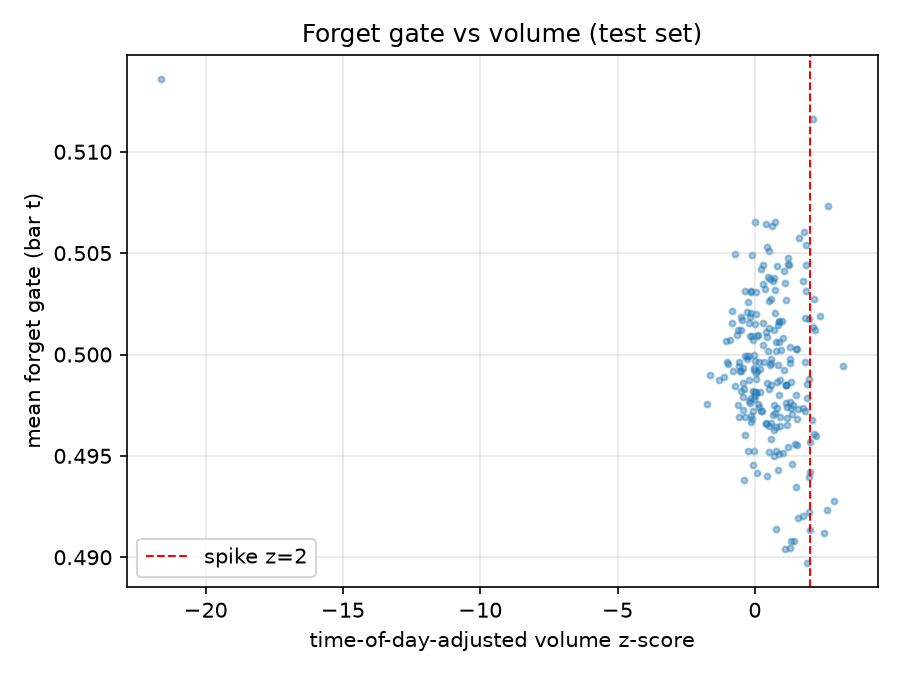 Forget gate vs volume (test set)
mean forget gate (bar t)
0.510
0.505
0.500
0.495
0.490
spike z=2
−20
−15
−10
−5
0
time-of-day-adjusted volume z-score